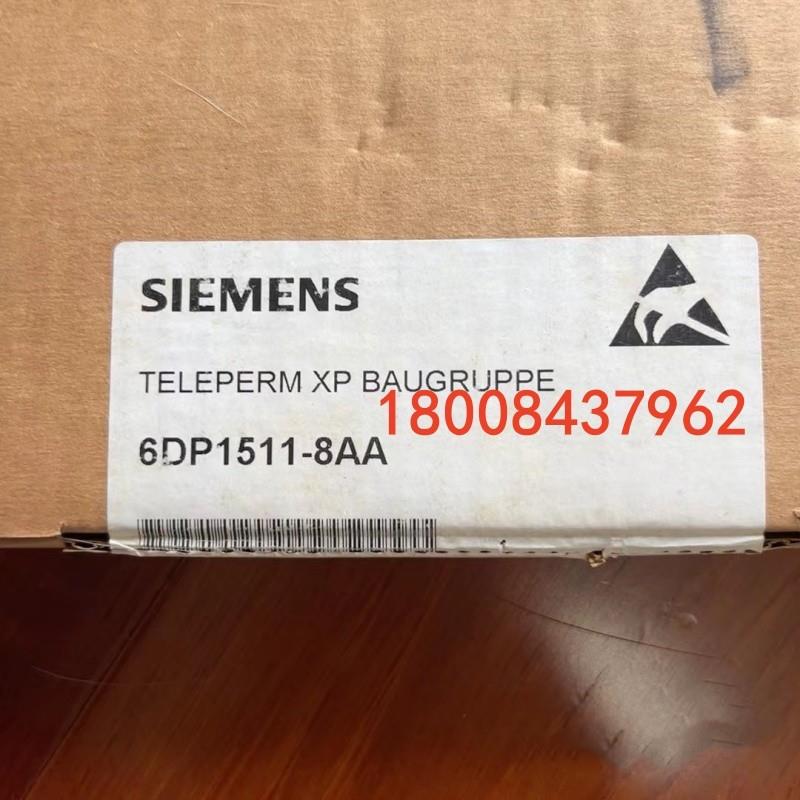 SIEMENS
TELEPERM XP BAUGRUPPE
18008437962
6DP1511-8AA